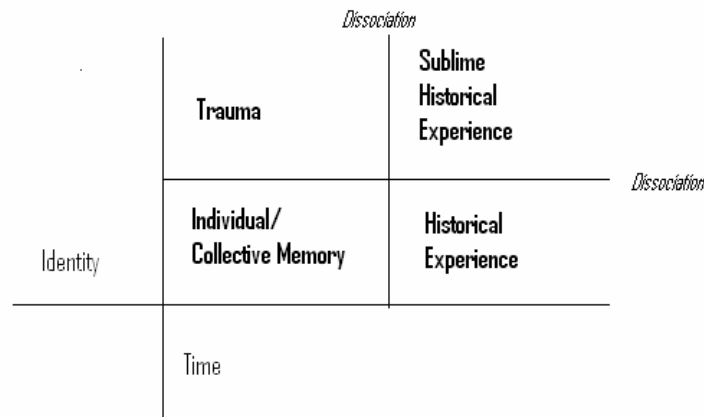 Dissociation
Trauma
Sublime
Historical
Experience
Dissociation
Individual/
Collective Memory
Historical
Experience
Identity
Time